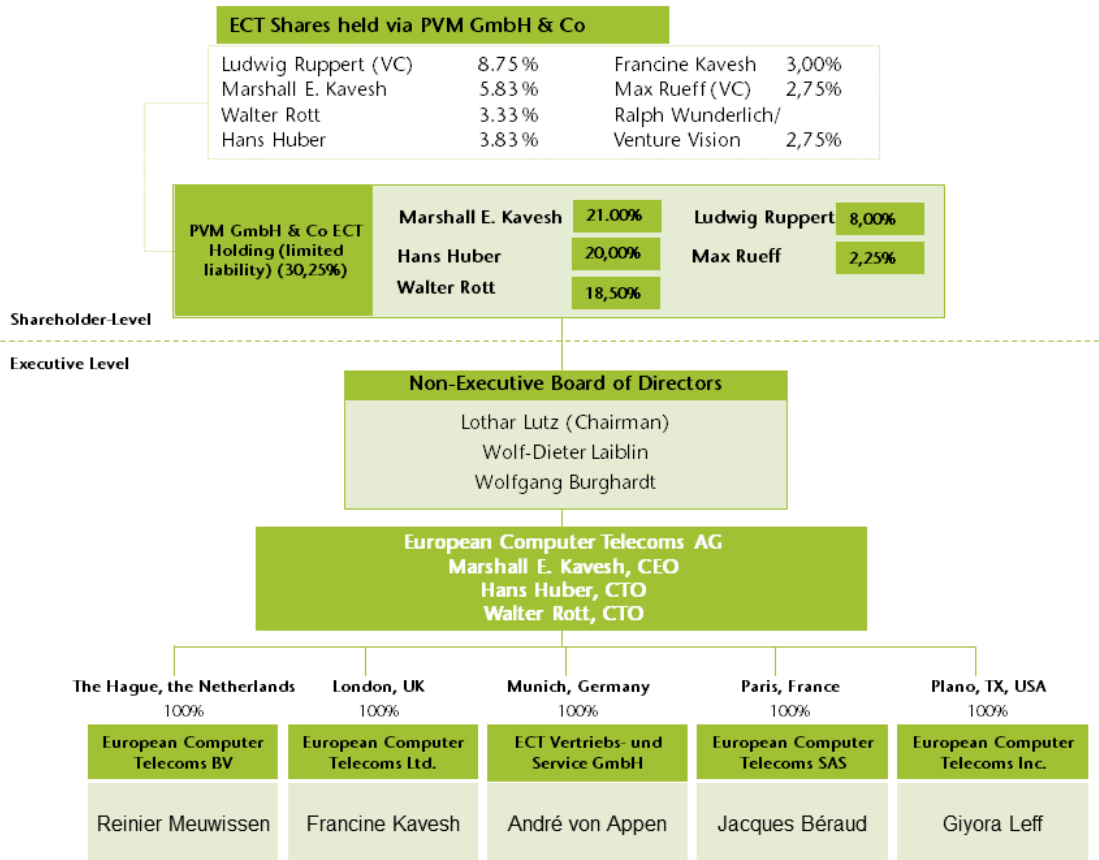 ECT Shares held via PVM GmbH & Co
Ludwig Ruppert (VC) 8.75% Francine Kavesh 3,00%
Marshall E. Kavesh 5.83% Max Rueff (VC) 2,75%
Walter Rott 3.33% Ralph Wunderlich/
Hans Huber 3.83% Venture Vision 2,75%
PVM GmbH & Co ECT
Holding (limited
liability) (30,25%)
Marshall E. Kavesh 21.00% Ludwig Ruppert 8,00%
Hans Huber 20,00% Max Rueff 2,25%
Walter Rott 18,50%
Shareholder-Level
Executive Level
Non-Executive Board of Directors
Lothar Lutz (Chairman)
Wolf-Dieter Laiblin
Wolfgang Burghardt
European Computer Telecoms AG
Marshall E. Kavesh, CEO
Hans Huber, CTO
Walter Rott, CTO
The Hague, the Netherlands London, UK Munich, Germany Paris, France Plano, TX, USA
100% 100% 100% 100% 100%
European Computer
Telecoms BV
European Computer
Telecoms Ltd.
ECT Vertriebs- und
Service GmbH
European Computer
Telecoms SAS
European Computer
Telecoms Inc.
Reinier Meuwissen Francine Kavesh André von Appen Jacques Béraud Giyora Leff